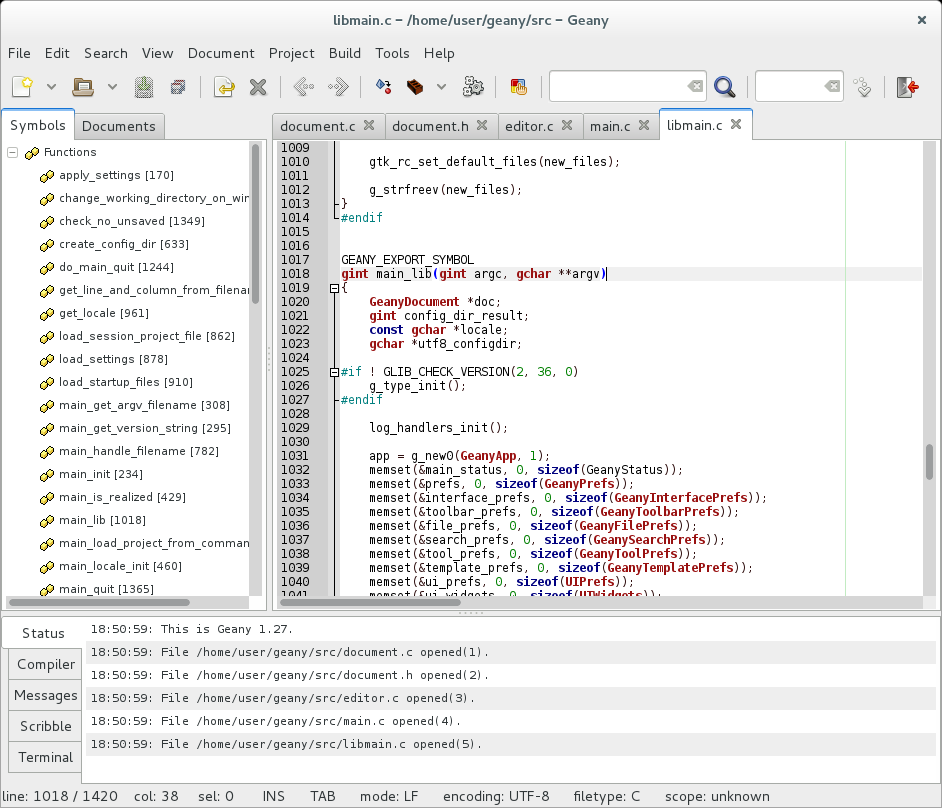 libmain.c – /home/user/geany/src – Geany
File Edit Search View Document Project Build Tools Help
Symbols Documents
document.c document.h editor.c main.c libmain.c
Functions
apply_settings [170]
change_working_directory_on_win
check_no_unsaved [1349]
create_config_dir [633]
do_main_quit [1244]
get_line_and_column_from_filenam
get_locale [961]
load_session_project_file [862]
load_settings [878]
load_startup_files [910]
main_get_argv_filename [308]
main_get_version_string [295]
main_handle_filename [782]
main_init [234]
main_is_realized [429]
main_lib [1018]
main_load_project_from_comman
main_locale_init [460]
main_quit [1365]
1009
1010 gtk_rc_set_default_files(new_files);
1011
1012 g_strfreev(new_files);
1013 }
1014 #endif
1015
1016
1017 GEANY_EXPORT_SYMBOL
1018 gint main_lib(gint argc, gchar **argv)
1019 {
1020 GeanyDocument *doc;
1021 gint config_dir_result;
1022 const gchar *locale;
1023 gchar *utf8_configdir;
1024
1025 #if ! GLIB_CHECK_VERSION(2, 36, 0)
1026 g_type_init();
1027 #endif
1028
1029 log_handlers_init();
1030
1031 app = g_new0(GeanyApp, 1);
1032 memset(&main_status, 0, sizeof(GeanyStatus));
1033 memset(&prefs, 0, sizeof(GeanyPrefs));
1034 memset(&interface_prefs, 0, sizeof(GeanyInterfacePrefs));
1035 memset(&toolbar_prefs, 0, sizeof(GeanyToolbarPrefs));
1036 memset(&file_prefs, 0, sizeof(GeanyFilePrefs));
1037 memset(&search_prefs, 0, sizeof(GeanySearchPrefs));
1038 memset(&tool_prefs, 0, sizeof(GeanyToolPrefs));
1039 memset(&template_prefs, 0, sizeof(GeanyTemplatePrefs));
1040 memset(&ui_prefs, 0, sizeof(UIPrefs));
1041 memset(&ui_widgets, 0, sizeof(UIWidgets));
Status
Compiler
Messages
Scribble
Terminal
18:50:59: This is Geany 1.27.
18:50:59: File /home/user/geany/src/document.c opened(1).
18:50:59: File /home/user/geany/src/document.h opened(2).
18:50:59: File /home/user/geany/src/editor.c opened(3).
18:50:59: File /home/user/geany/src/main.c opened(4).
18:50:59: File /home/user/geany/src/libmain.c opened(5).
line: 1018 / 1420 col: 38 sel: 0 INS TAB mode: LF encoding: UTF-8 filetype: C scope: unknown